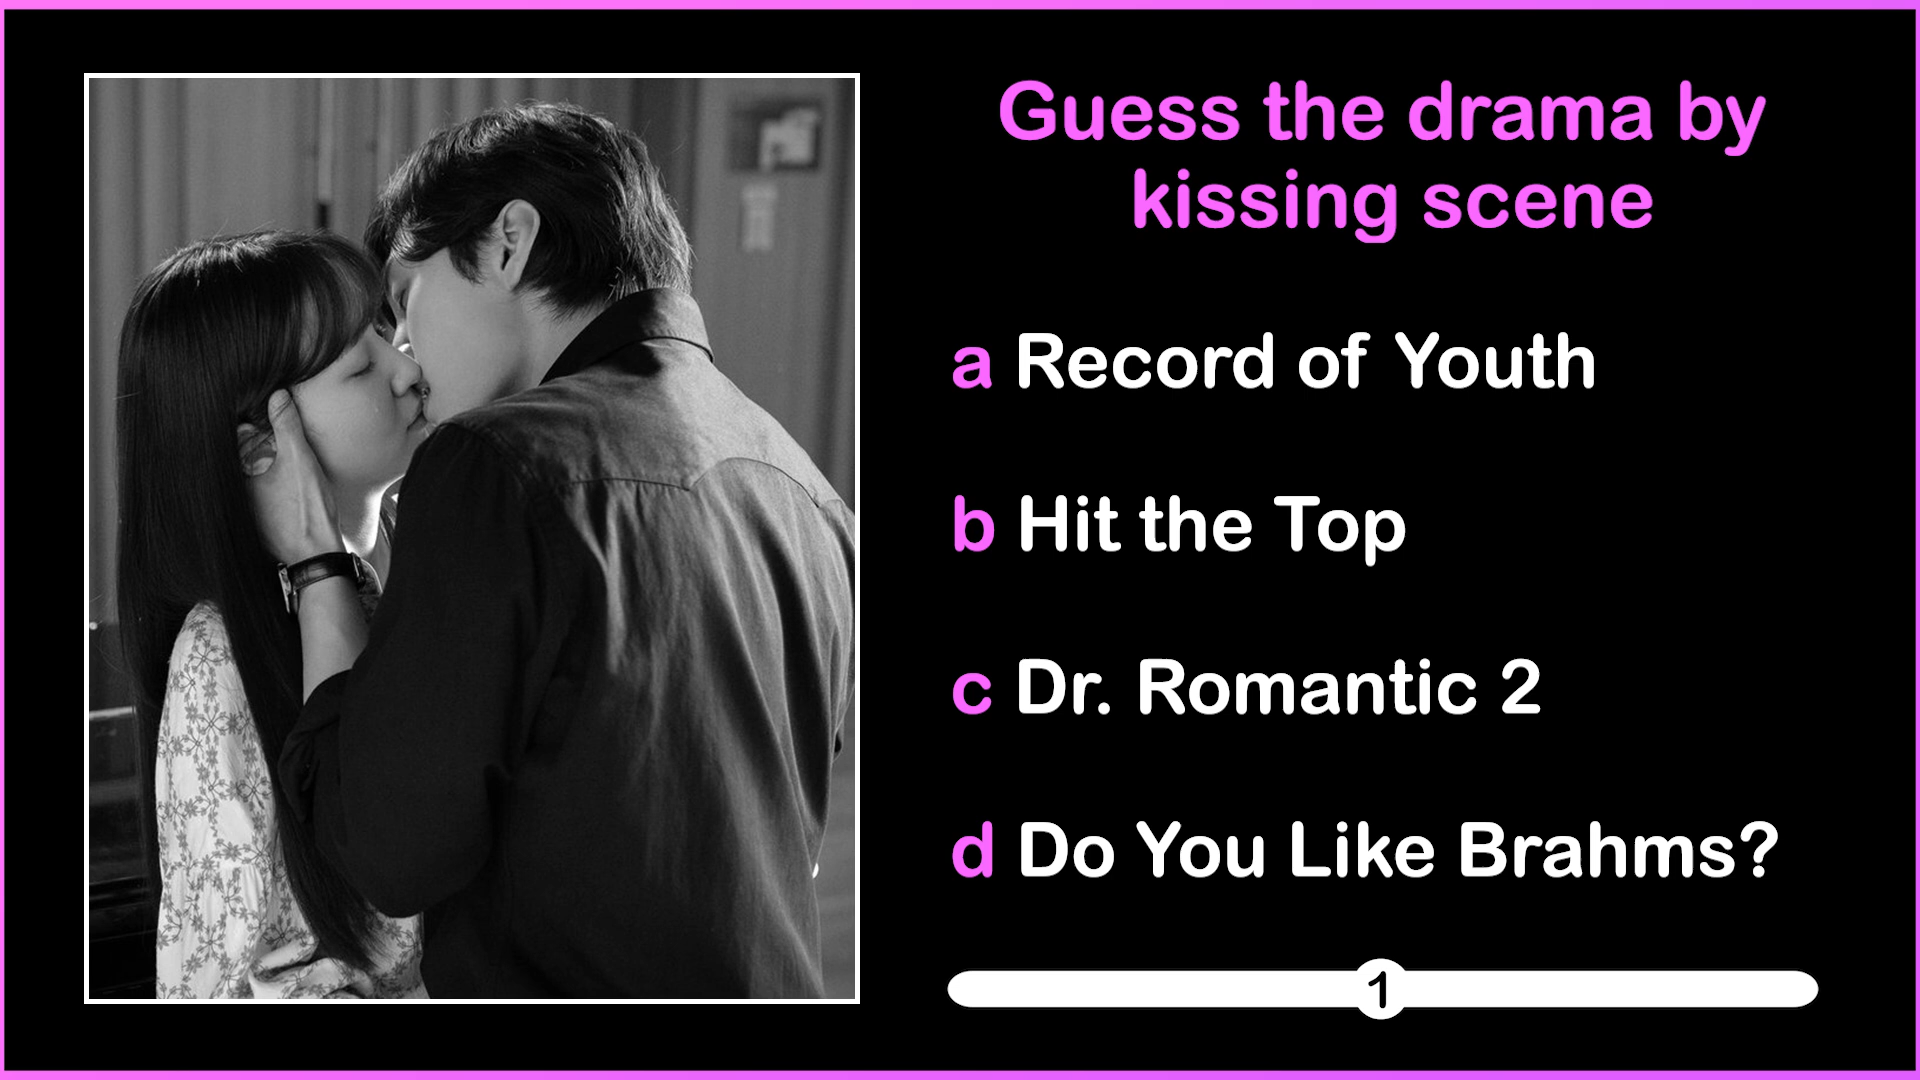 Guess the drama by
kissing scene
a Record of Youth
b Hit the Top
c Dr. Romantic 2
d Do You Like Brahms?
1